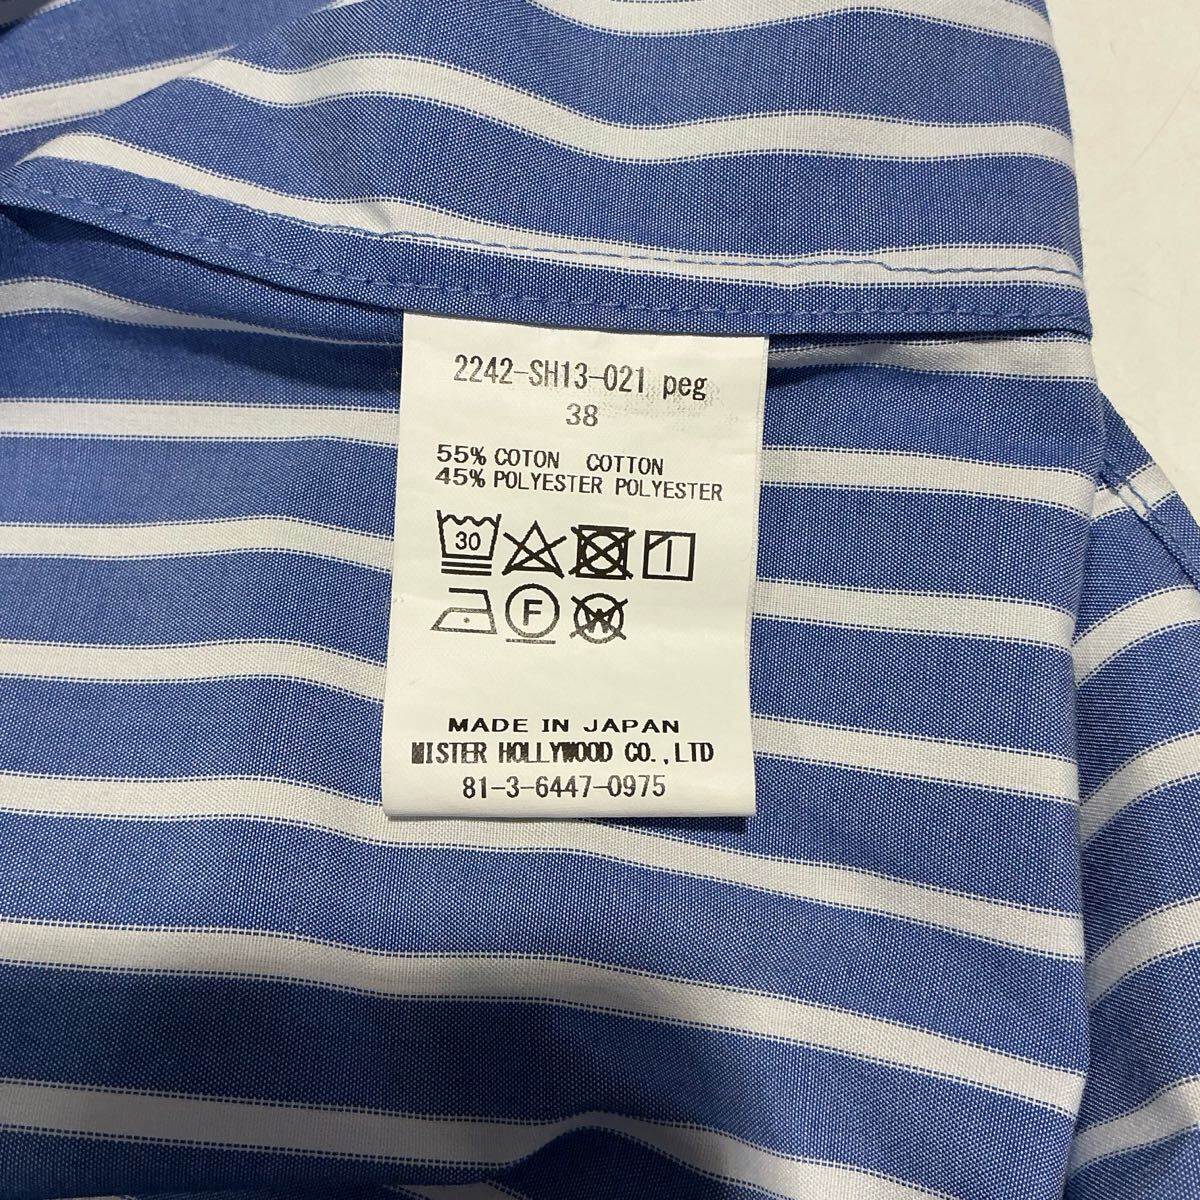 2242-SH13-021 peg
38
55% COTON COTTON
45% POLYESTER POLYESTER
30
F
W
MADE IN JAPAN
MISTER HOLLYWOOD CO.,LTD
81-3-6447-0975